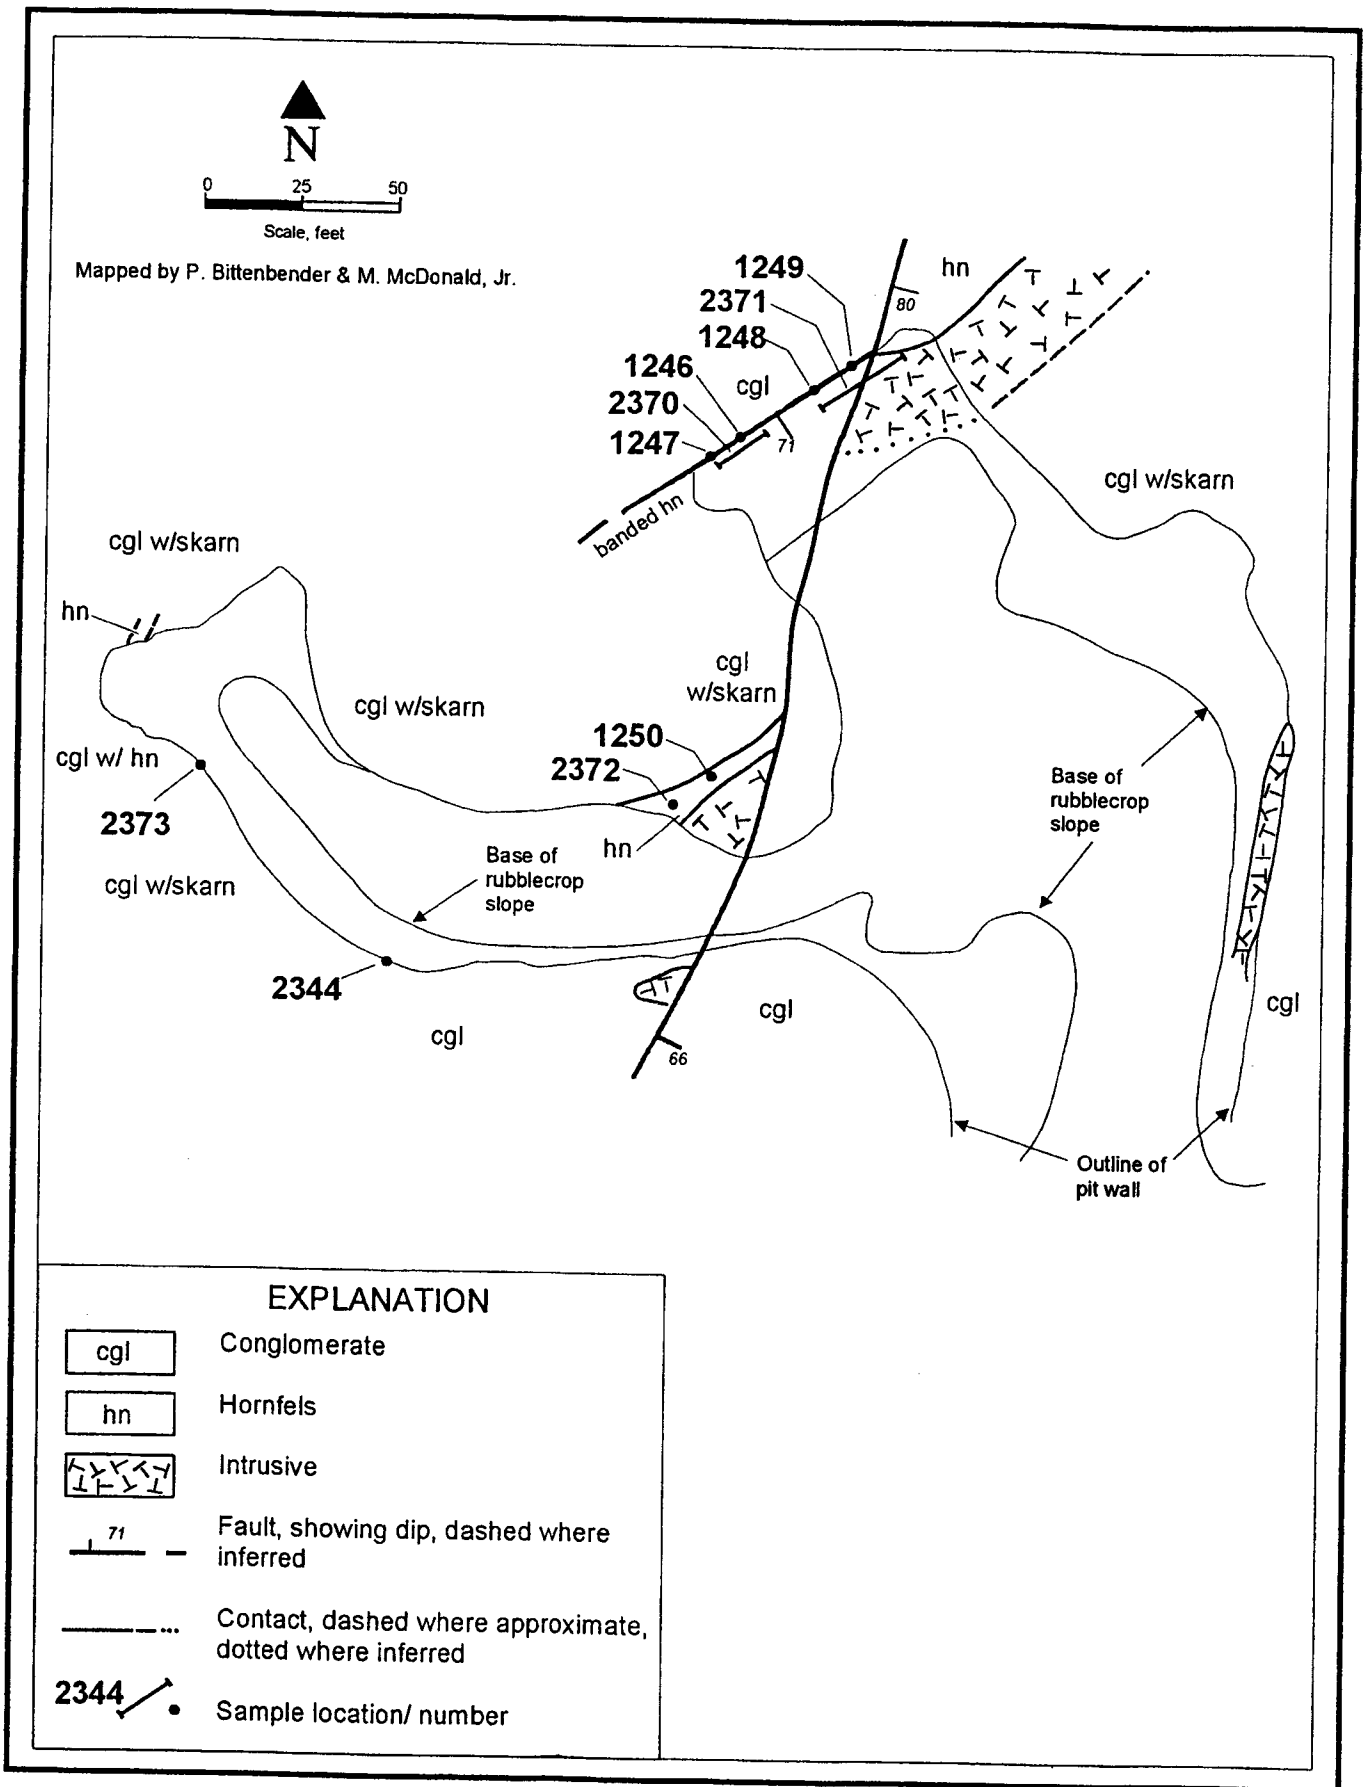 N
0 25 50
Scale, feet
Mapped by P. Bittenbender & M. McDonald, Jr.
1249
hn
2371
80
1248
1246
cgl
2370
1247
71
banded hn
cgl w/skarn
cgl w/skarn
hn
cgl
w/skarn
cgl w/skarn
1250
cgl w/ hn
2372
2373
hn
Base of
rubblecrop
slope
Base of
rubblecrop
slope
cgl w/skarn
2344
cgl
cgl
cgl
66
Outline of
pit wall
EXPLANATION
cgl Conglomerate
hn Hornfels
Intrusive
71 Fault, showing dip, dashed where
inferred
Contact, dashed where approximate,
dotted where inferred
2344 Sample location/ number